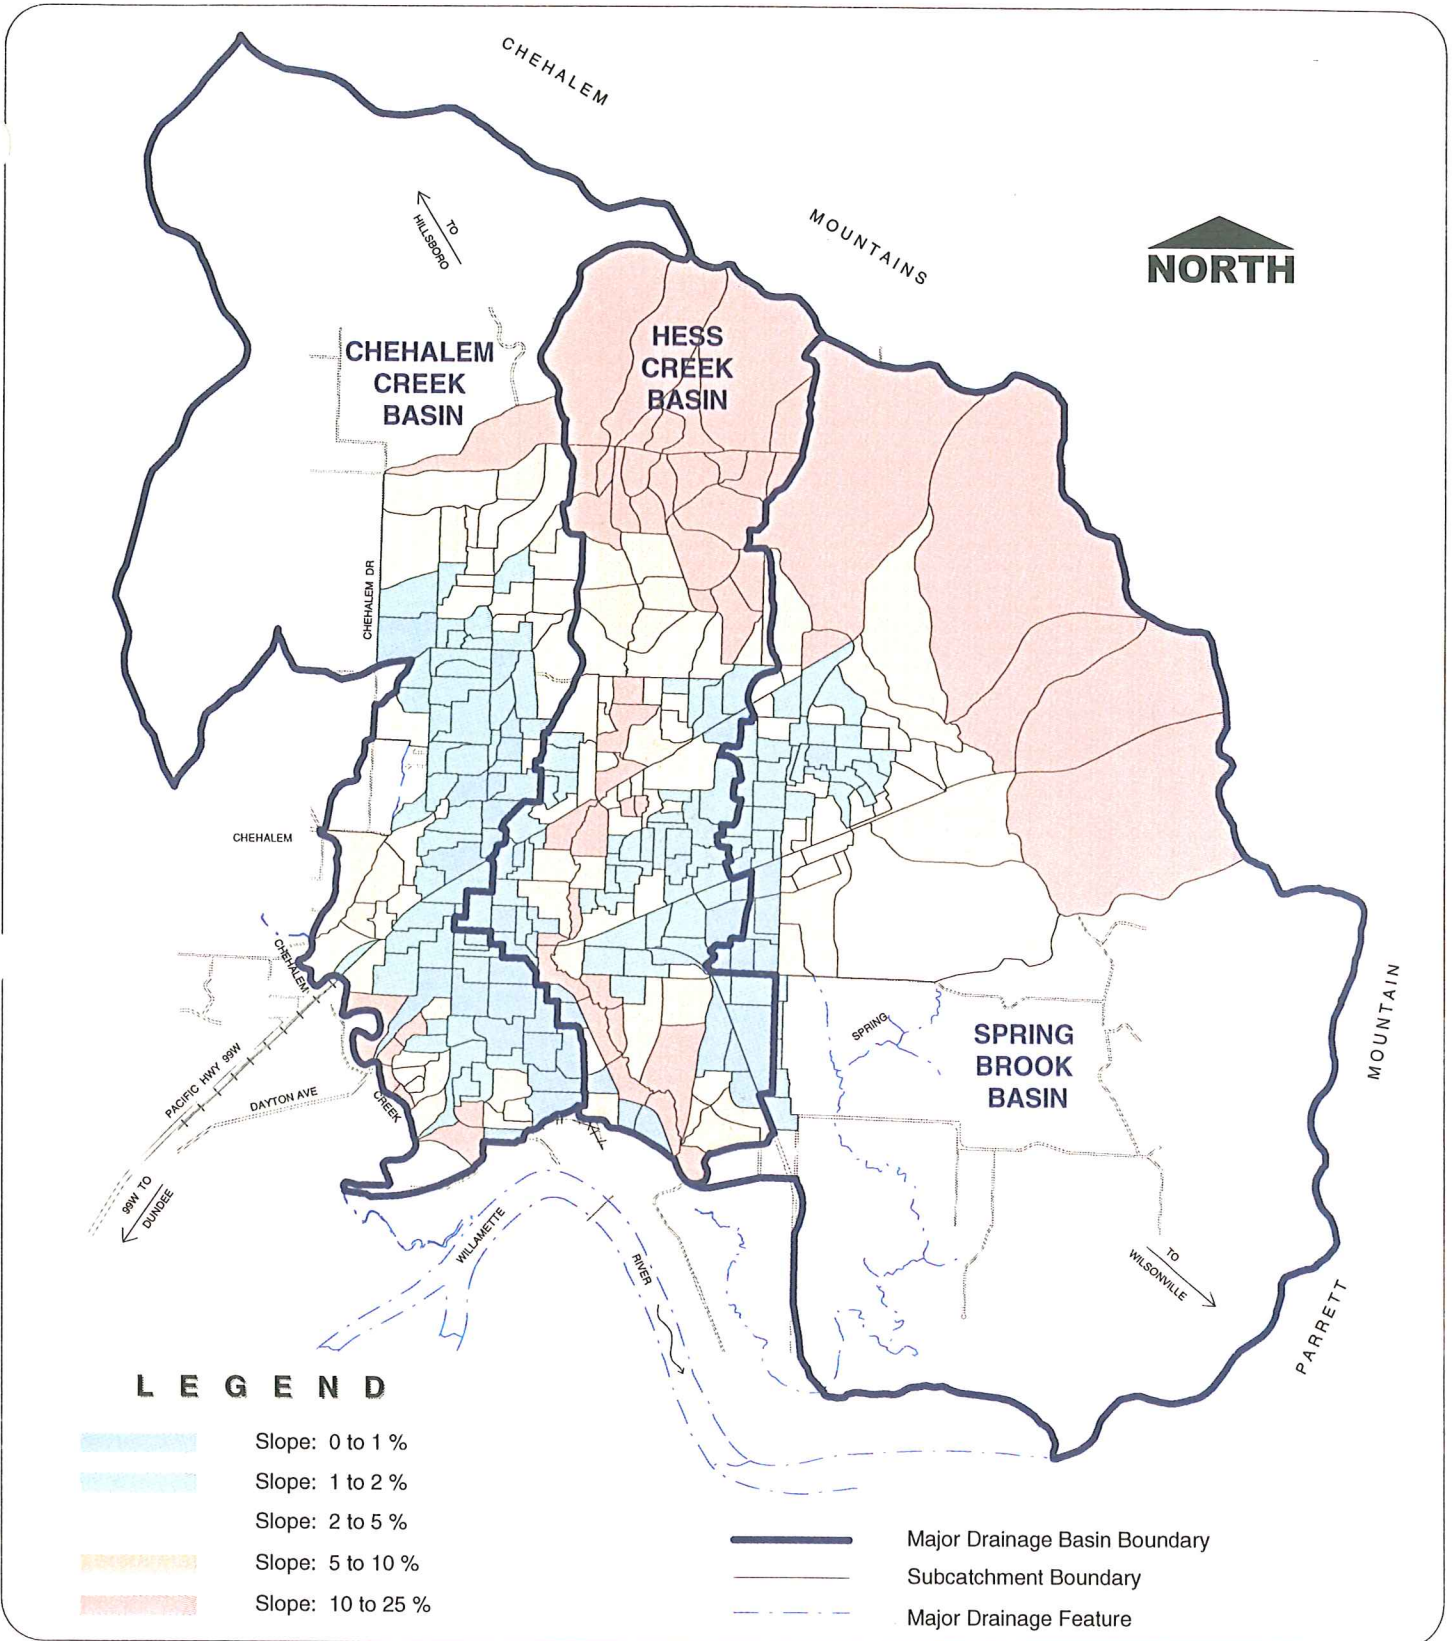 CHEHALEM
MOUNTAINS
TO
HILLSBORO
NORTH
CHEHALEM
CREEK
BASIN
HESS
CREEK
BASIN
CHEHALEM DR
CHEHALEM
CHEHALEM
CREEK
PACIFIC HWY 99W
DAYTON AVE
99W TO
DUNDEE
WILLAMETTE
RIVER
SPRING
SPRING
BROOK
BASIN
TO
WILSONVILLE
PARRETT
MOUNTAIN
LEGEND
Slope: 0 to 1 %
Slope: 1 to 2 %
Slope: 2 to 5 %
Slope: 5 to 10 %
Slope: 10 to 25 %
Major Drainage Basin Boundary
Subcatchment Boundary
Major Drainage Feature